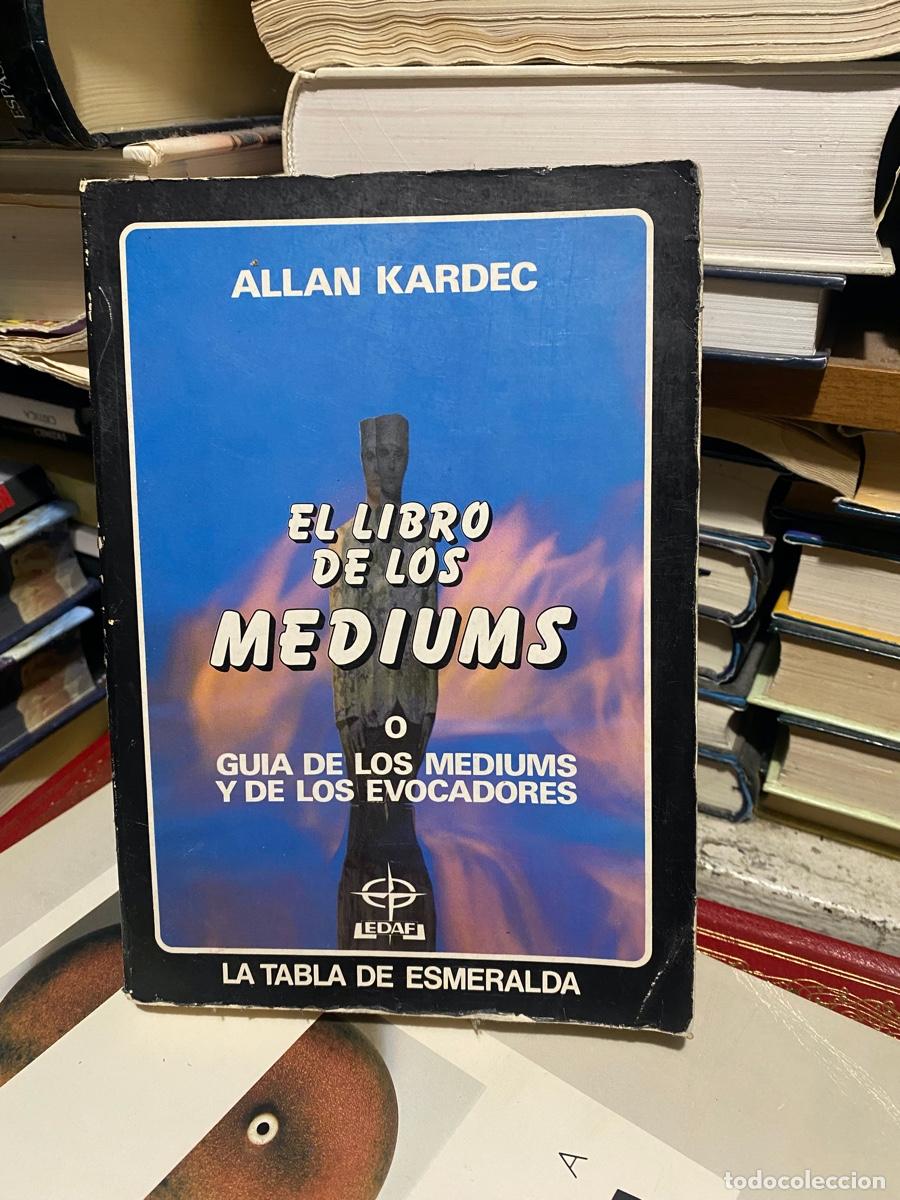 ALLAN KARDEC
EL LIBRO
DE LOS
MEDIUMS
O
GUIA DE LOS MEDIUMS
Y DE LOS EVOCADORES
EDAF
LA TABLA DE ESMERALDA
A
todocoleccion